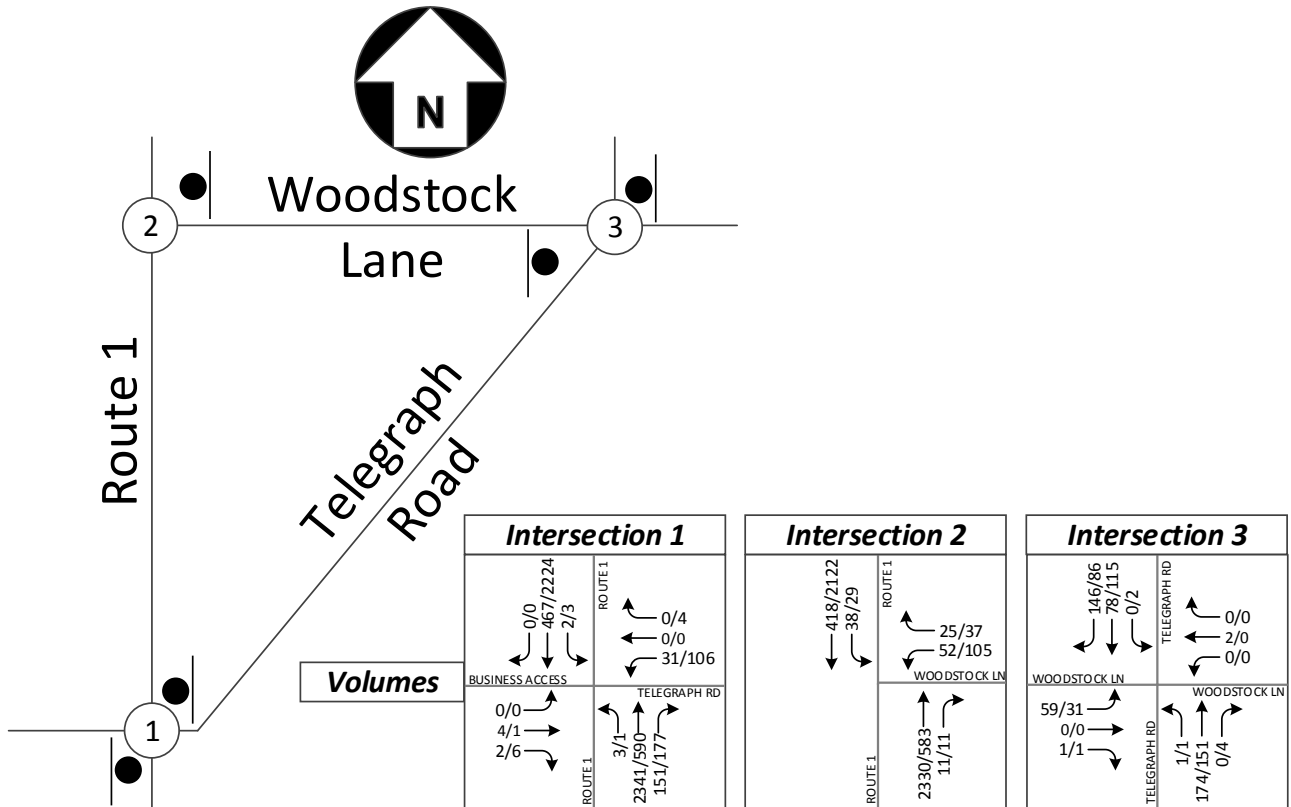 N
Woodstock
Lane
2
3
Route 1
Telegraph
Road
1
Volumes
Intersection 1
0/0
467/2224
2/3
ROUTE 1
0/4
0/0
31/106
BUSINESS ACCESS
TELEGRAPH RD
0/0
4/1
2/6
ROUTE 1
3/1
2341/590
151/177
Intersection 2
418/2122
38/29
ROUTE 1
25/37
52/105
WOODSTOCK LN
ROUTE 1
2330/583
11/11
Intersection 3
146/86
78/115
0/2
TELEGRAPH RD
0/0
2/0
0/0
WOODSTOCK LN
WOODSTOCK LN
59/31
0/0
1/1
TELEGRAPH RD
1/1
174/151
0/4